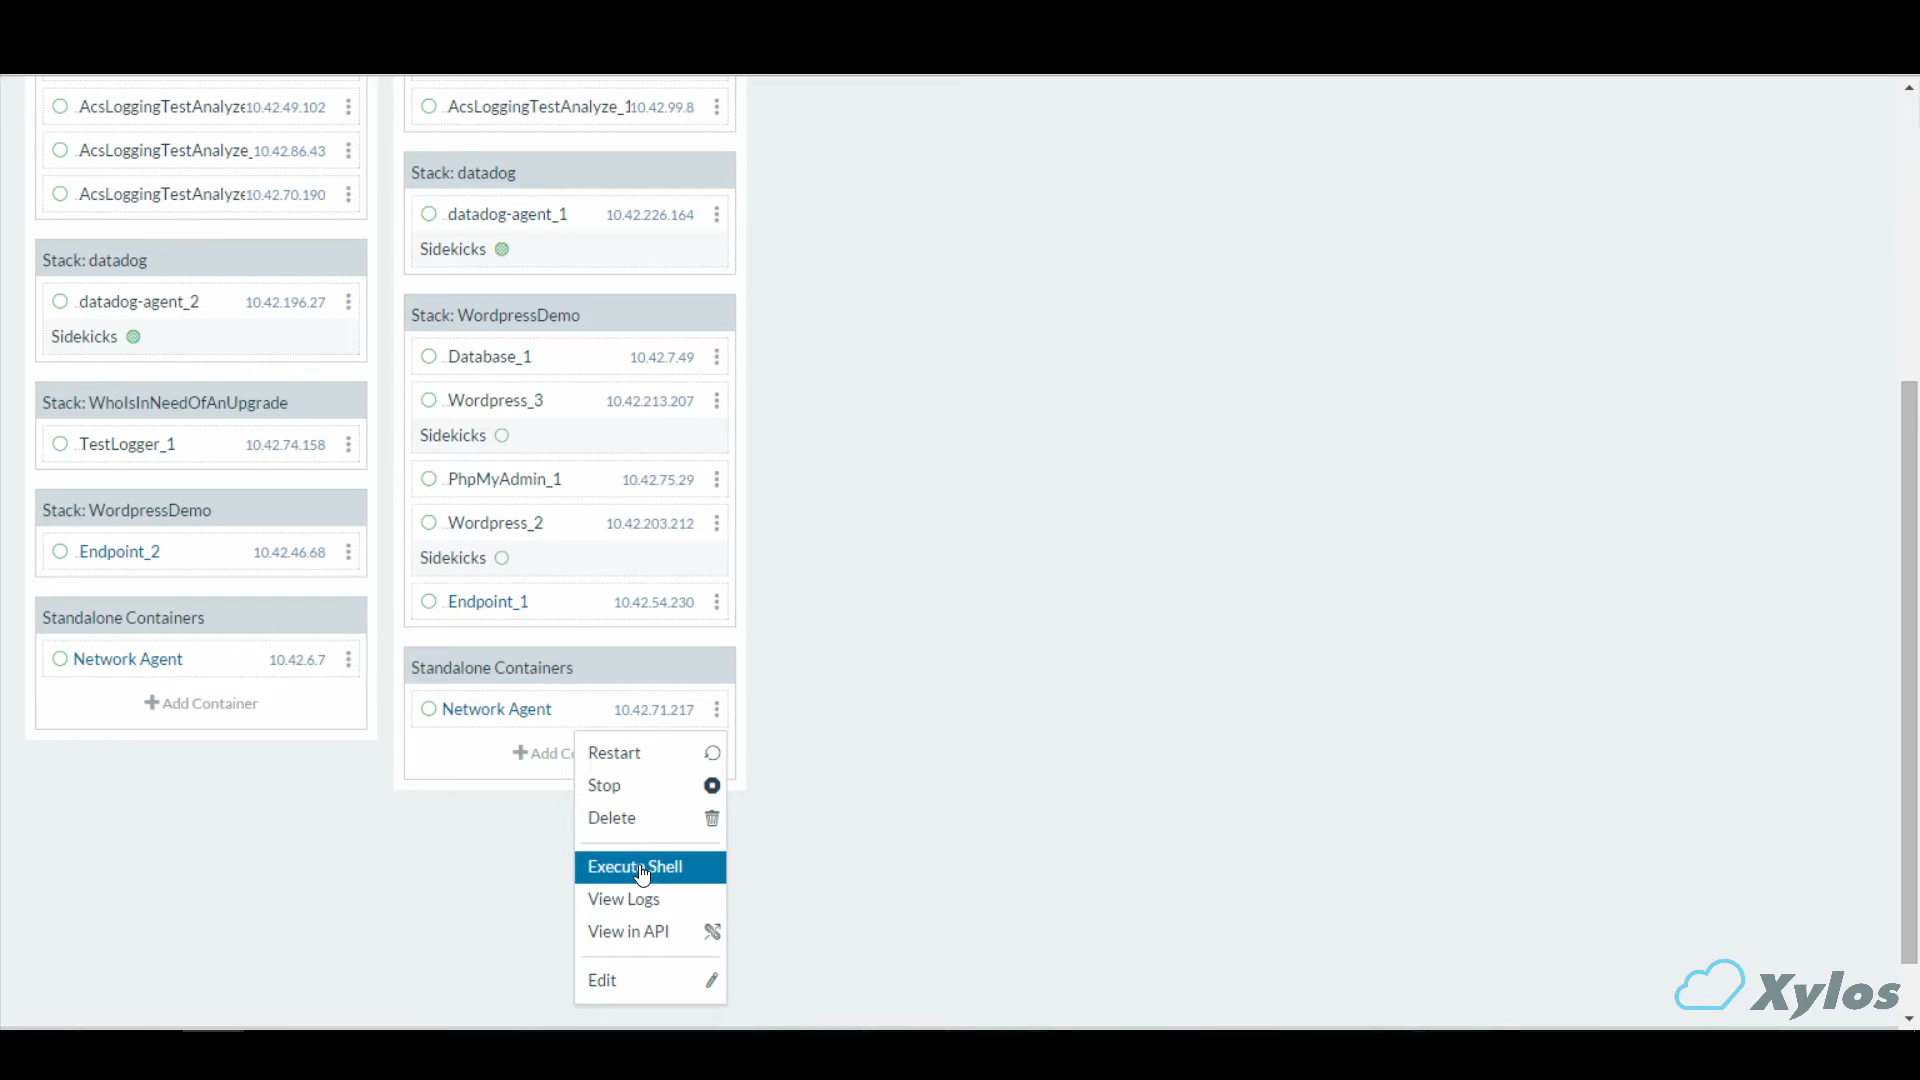 AcsLoggingTestAnalyze 10.42.49.102
AcsLoggingTestAnalyze_ 10.42.86.43
AcsLoggingTestAnalyze 10.42.70.190
Stack: datadog
datadog-agent_2 10.42.196.27
Sidekicks
Stack: WhoIsInNeedOfAnUpgrade
TestLogger_1 10.42.74.158
Stack: WordpressDemo
Endpoint_2 10.42.46.68
Standalone Containers
Network Agent 10.42.6.7
+ Add Container
AcsLoggingTestAnalyze_1 10.42.99.8
Stack: datadog
datadog-agent_1 10.42.226.164
Sidekicks
Stack: WordpressDemo
Database_1 10.42.7.49
Wordpress_3 10.42.213.207
Sidekicks
PhpMyAdmin_1 10.42.75.29
Wordpress_2 10.42.203.212
Sidekicks
Endpoint_1 10.42.54.230
Standalone Containers
Network Agent 10.42.71.217
+ Add Co
Restart
Stop
Delete
Execute Shell
View Logs
View in API
Edit
Xylos